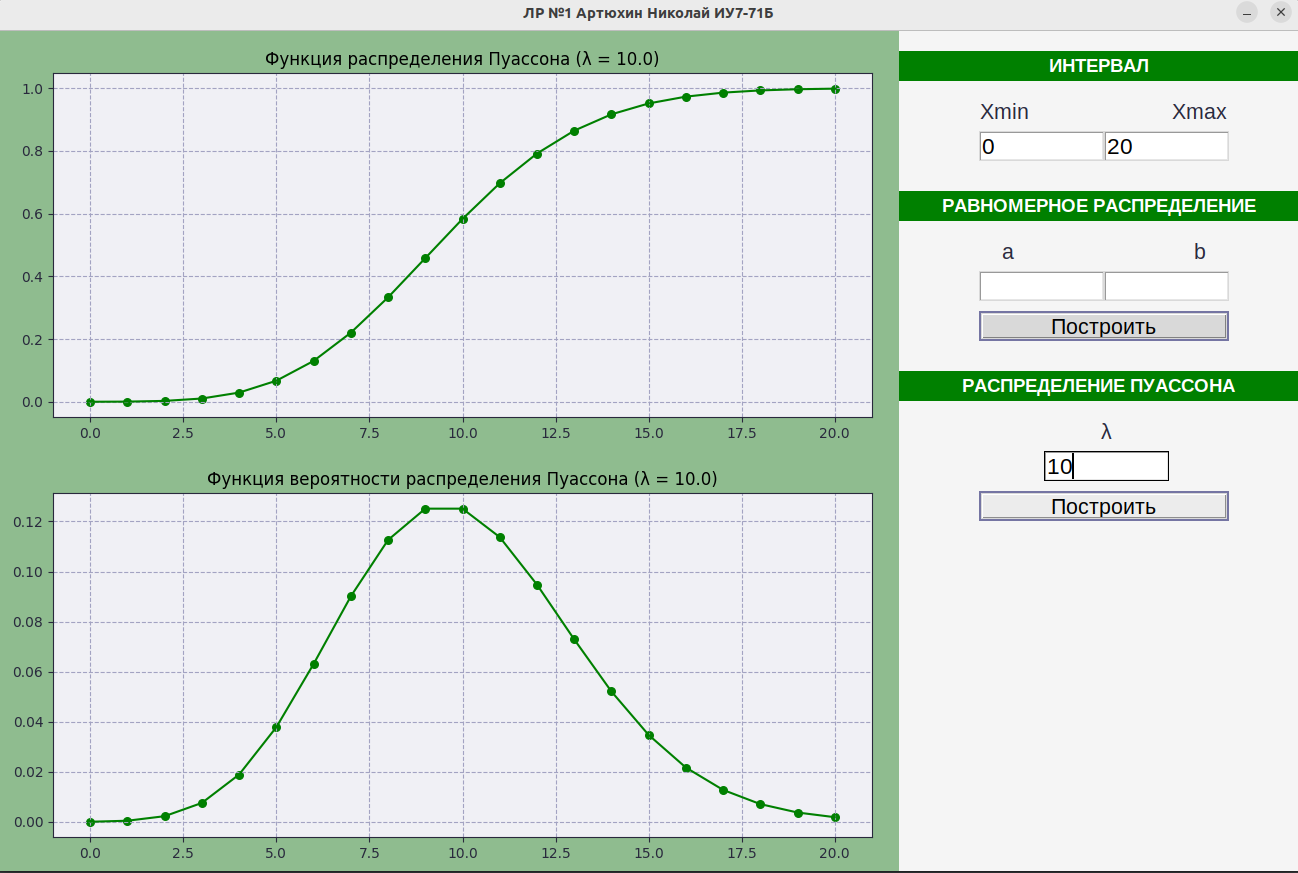 ЛР №1 Артюхин Николай ИУ7-71Б
Функция распределения Пуассона (λ = 10.0)
1.0
0.8
0.6
0.4
0.2
0.0
0.0 2.5 5.0 7.5 10.0 12.5 15.0 17.5 20.0
Функция вероятности распределения Пуассона (λ = 10.0)
0.12
0.10
0.08
0.06
0.04
0.02
0.00
0.0 2.5 5.0 7.5 10.0 12.5 15.0 17.5 20.0
ИНТЕРВАЛ
Xmin Xmax
0 20
РАВНОМЕРНОЕ РАСПРЕДЕЛЕНИЕ
a b
Построить
РАСПРЕДЕЛЕНИЕ ПУАССОНА
λ
10
Построить